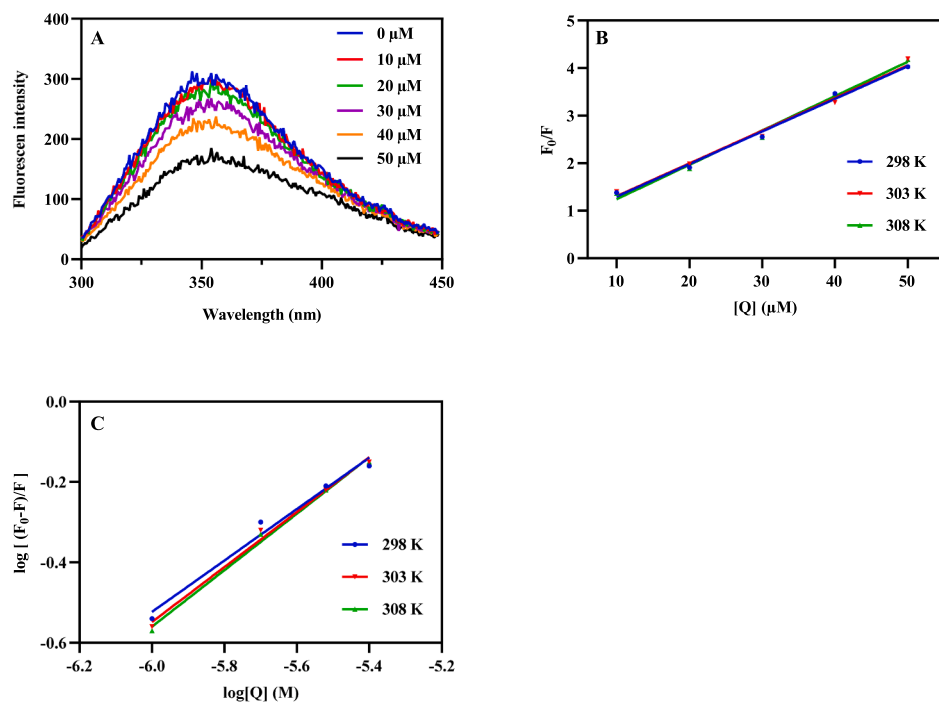 A
400
300
200
100
0
300
350
400
450
Fluorescen intensity
Wavelength (nm)
0 µM
10 µM
20 µM
30 µM
40 µM
50 µM
B
5
4
3
2
1
0
10
20
30
40
50
F₀/F
[Q] (µM)
298 K
303 K
308 K
C
0.0
-0.2
-0.4
-0.6
-6.2
-6.0
-5.8
-5.6
-5.4
-5.2
log [ (F₀-F)/F ]
log[Q] (M)
298 K
303 K
308 K